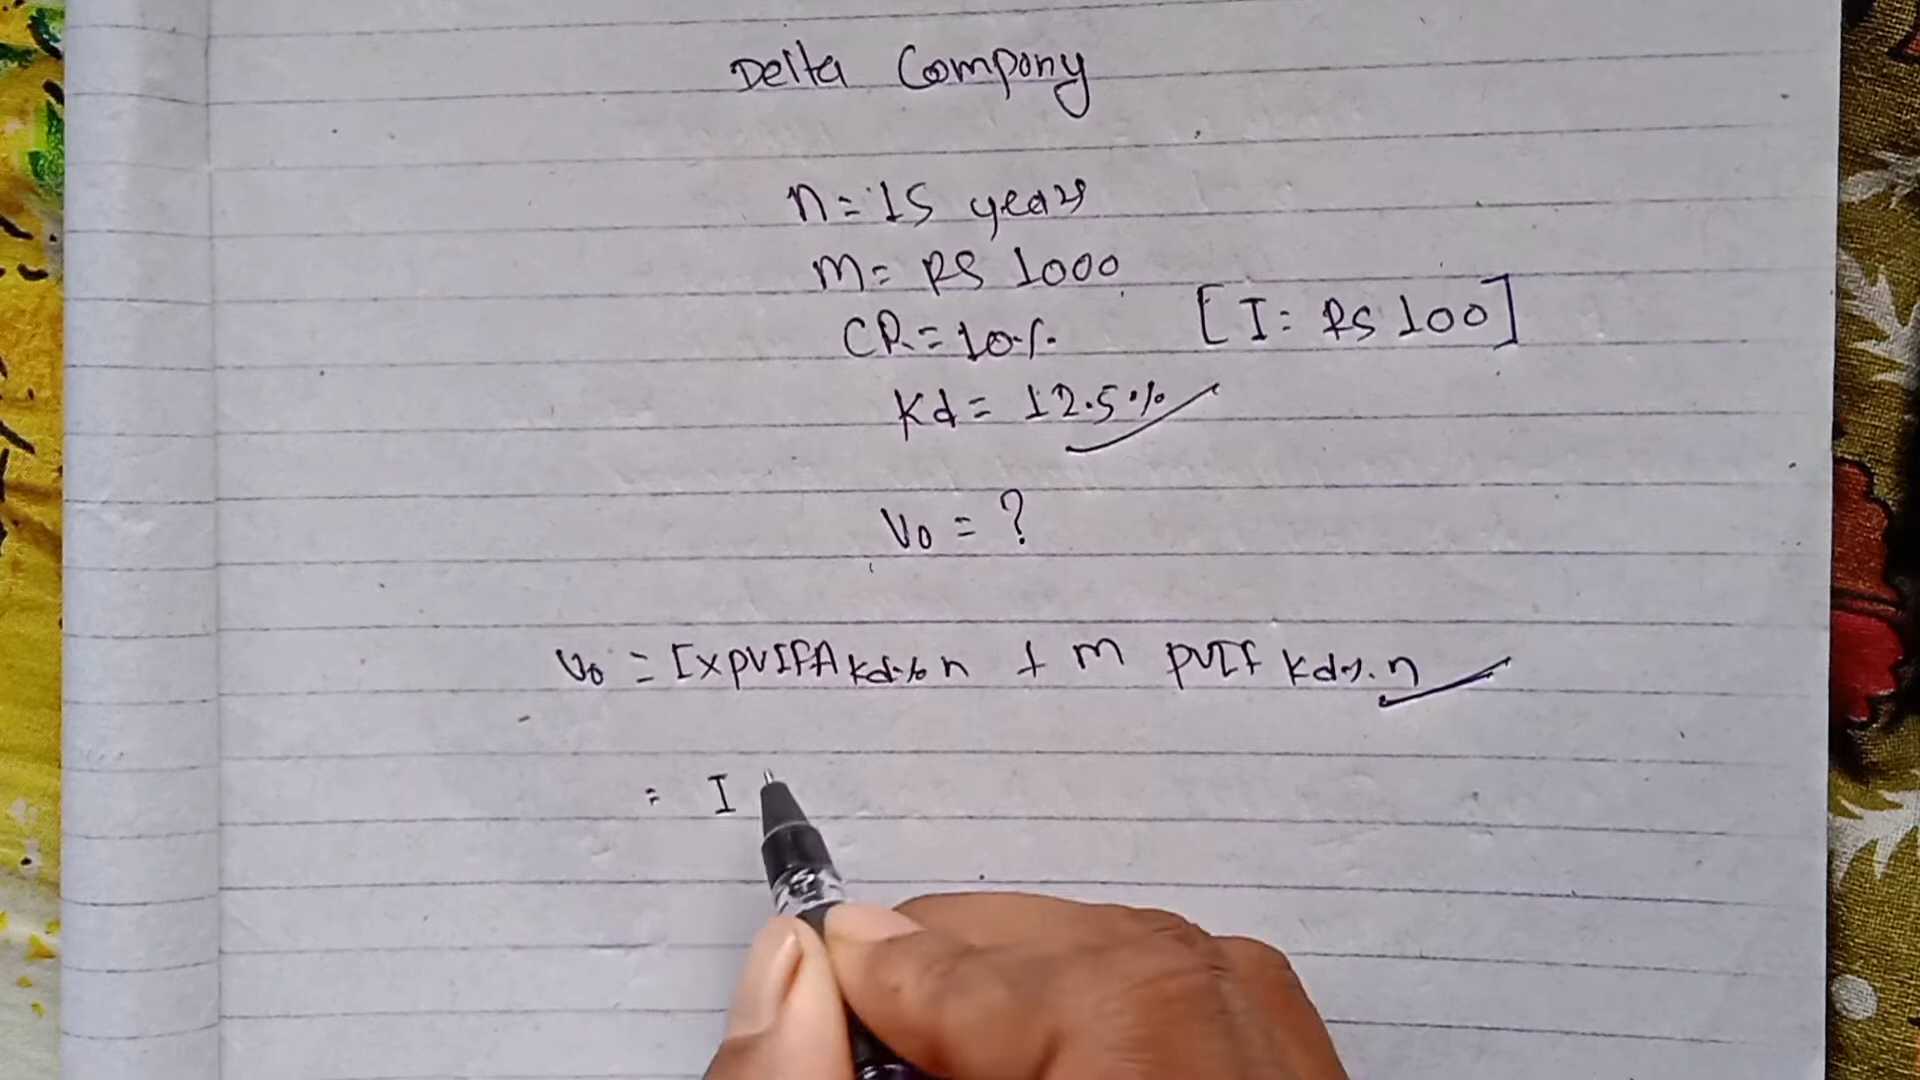 Delta Company
n = 15 years
m = RS 1000
CR = 10% [I = RS 100]
Kd = 12.5%
V0 = ?
V0 = I x PVIFA Kd% n + m PVIF Kd%. n
= I